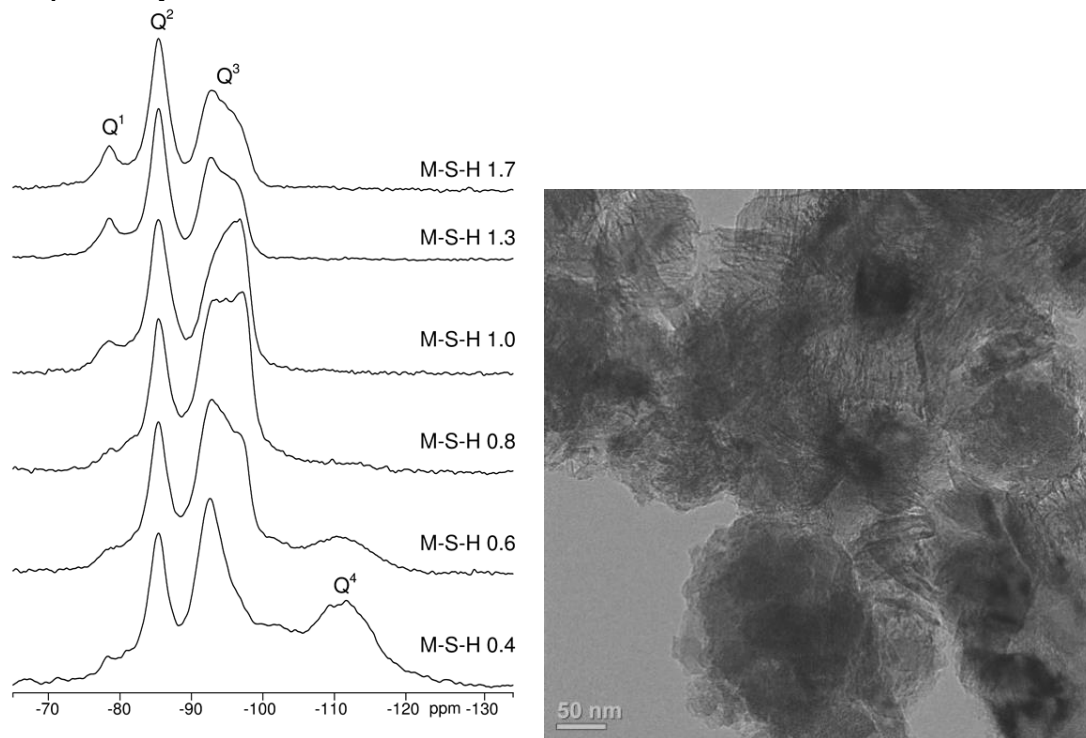 Q²
Q³
Q¹
M-S-H 1.7
M-S-H 1.3
M-S-H 1.0
M-S-H 0.8
M-S-H 0.6
Q⁴
M-S-H 0.4
-70 -80 -90 -100 -110 -120 ppm -130
50 nm